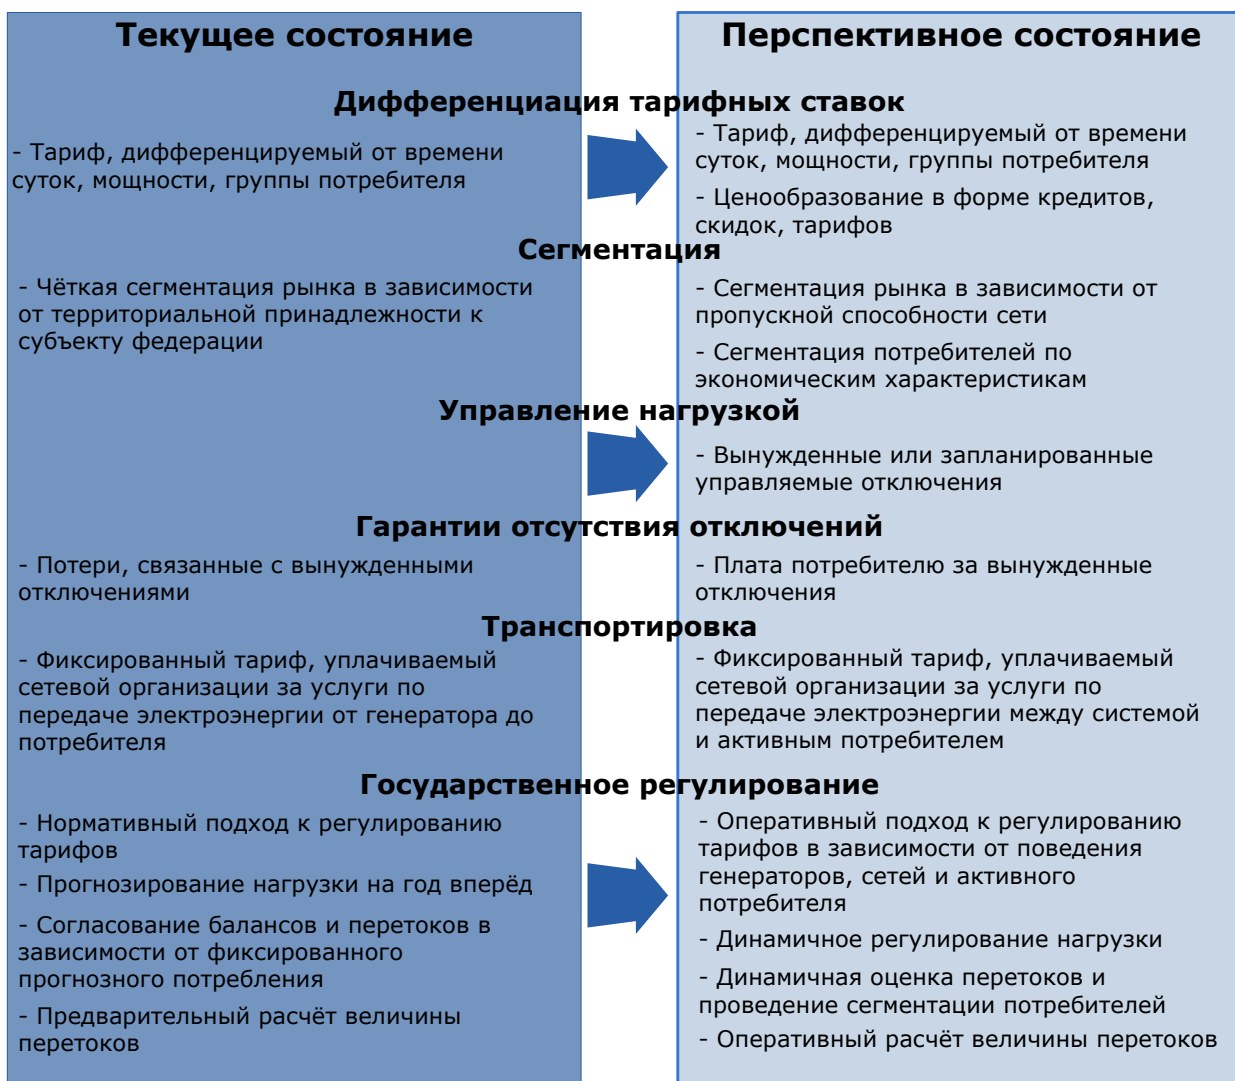 Текущее состояние
Перспективное состояние
Дифференциация тарифных ставок
- Тариф, дифференцируемый от времени
суток, мощности, группы потребителя
- Тариф, дифференцируемый от времени
суток, мощности, группы потребителя
- Ценообразование в форме кредитов,
скидок, тарифов
Сегментация
- Чёткая сегментация рынка в зависимости
от территориальной принадлежности к
субъекту федерации
- Сегментация рынка в зависимости от
пропускной способности сети
- Сегментация потребителей по
экономическим характеристикам
Управление нагрузкой
- Вынужденные или запланированные
управляемые отключения
Гарантии отсутствия отключений
- Потери, связанные с вынужденными
отключениями
- Плата потребителю за вынужденные
отключения
Транспортировка
- Фиксированный тариф, уплачиваемый
сетевой организации за услуги по
передаче электроэнергии от генератора до
потребителя
- Фиксированный тариф, уплачиваемый
сетевой организации за услуги по
передаче электроэнергии между системой
и активным потребителем
Государственное регулирование
- Нормативный подход к регулированию
тарифов
- Прогнозирование нагрузки на год вперёд
- Согласование балансов и перетоков в
зависимости от фиксированного
прогнозного потребления
- Предварительный расчёт величины
перетоков
- Оперативный подход к регулированию
тарифов в зависимости от поведения
генераторов, сетей и активного
потребителя
- Динамичное регулирование нагрузки
- Динамичная оценка перетоков и
проведение сегментации потребителей
- Оперативный расчёт величины перетоков